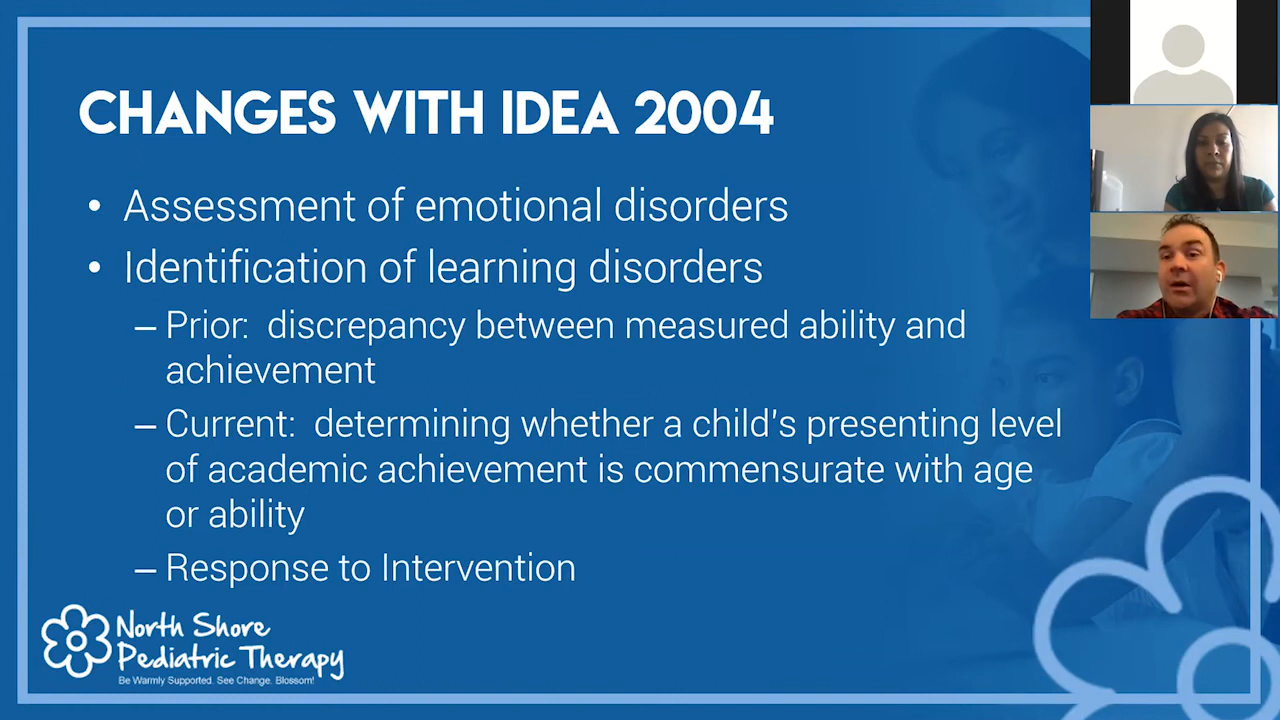 CHANGES WITH IDEA 2004
• Assessment of emotional disorders
• Identification of learning disorders
– Prior: discrepancy between measured ability and
achievement
– Current: determining whether a child's presenting level
of academic achievement is commensurate with age
or ability
– Response to Intervention
North Shore
Pediatric Therapy
Be Warmly Supported. See Change. Blossom!